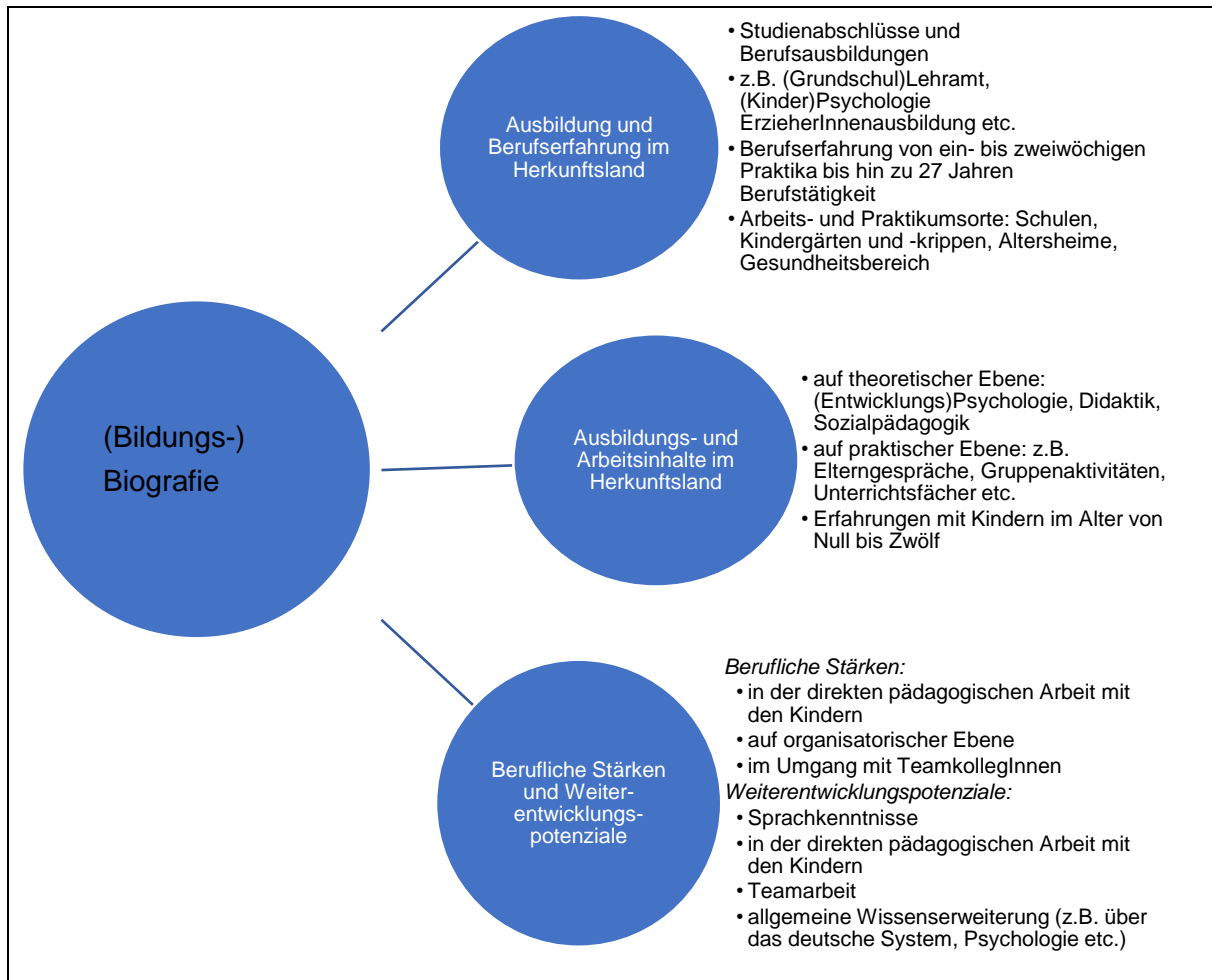 (Bildungs-)
Biografie
Ausbildung und
Berufserfahrung im
Herkunftsland
• Studienabschlüsse und
Berufsausbildungen
• z.B. (Grundschul)Lehramt,
(Kinder)Psychologie
ErzieherInnenausbildung etc.
• Berufserfahrung von ein- bis zweiwöchigen
Praktika bis hin zu 27 Jahren
Berufstätigkeit
• Arbeits- und Praktikumsorte: Schulen,
Kindergärten und -krippen, Altersheime,
Gesundheitsbereich
Ausbildungs- und
Arbeitsinhalte im
Herkunftsland
• auf theoretischer Ebene:
(Entwicklungs)Psychologie, Didaktik,
Sozialpädagogik
• auf praktischer Ebene: z.B.
Elterngespräche, Gruppenaktivitäten,
Unterrichtsfächer etc.
• Erfahrungen mit Kindern im Alter von
Null bis Zwölf
Berufliche Stärken
und Weiter-
entwicklungs-
potenziale
Berufliche Stärken:
• in der direkten pädagogischen Arbeit mit
den Kindern
• auf organisatorischer Ebene
• im Umgang mit TeamkollegInnen
Weiterentwicklungspotenziale:
• Sprachkenntnisse
• in der direkten pädagogischen Arbeit mit
den Kindern
• Teamarbeit
• allgemeine Wissenserweiterung (z.B. über
das deutsche System, Psychologie etc.)